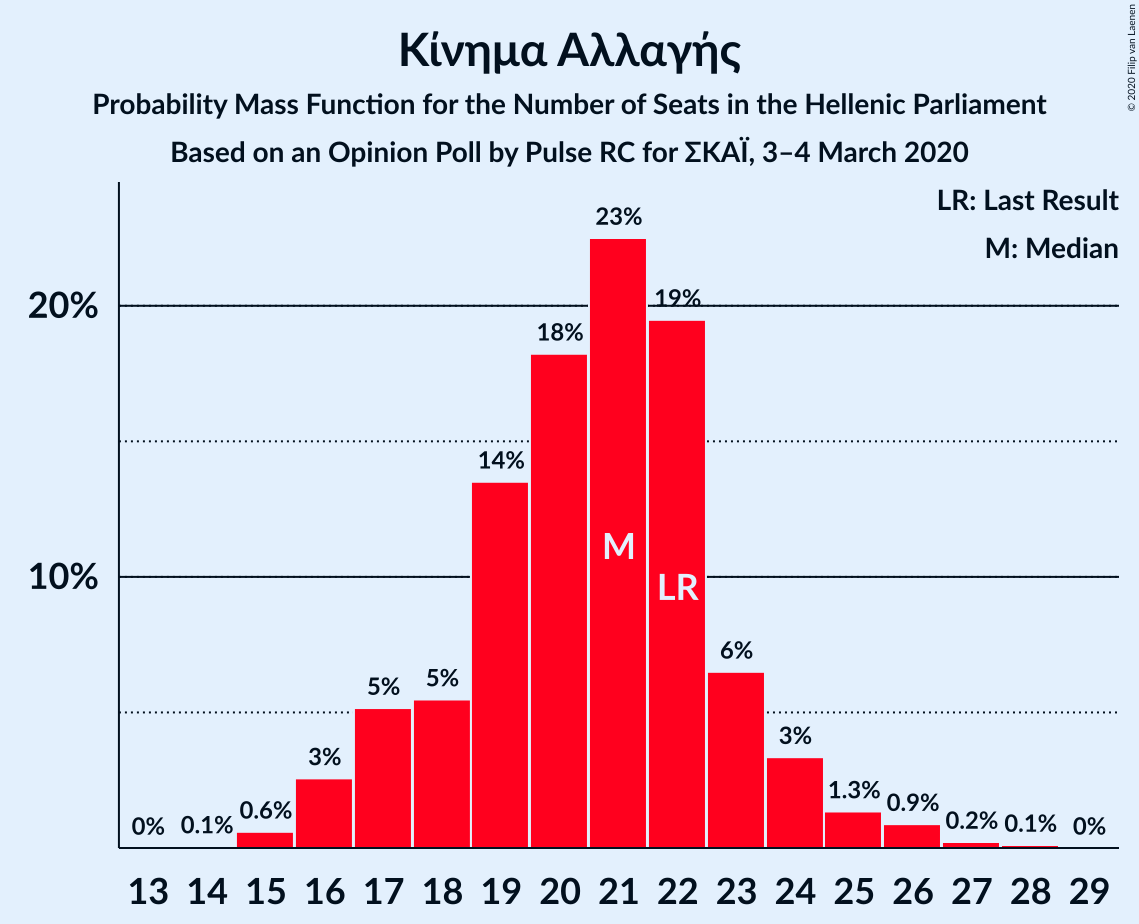 Κίνημα Αλλαγής
Probability Mass Function for the Number of Seats in the Hellenic Parliament
Based on an Opinion Poll by Pulse RC for ΣΚΑΪ, 3–4 March 2020
© 2020 Filip van Laenen
LR: Last Result
M: Median
20%
10%
0%
0.1%
0.6%
3%
5%
5%
14%
18%
23%
19%
6%
3%
1.3%
0.9%
0.2%
0.1%
0%
M
LR
13 14 15 16 17 18 19 20 21 22 23 24 25 26 27 28 29